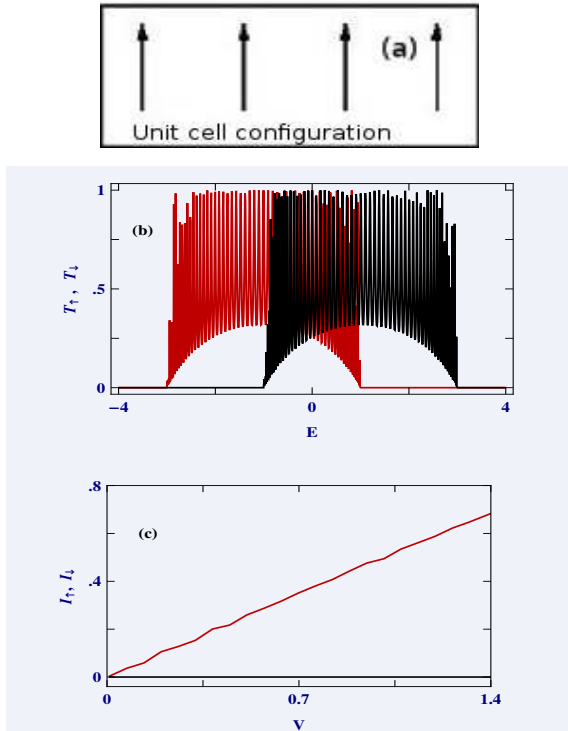 (a)
Unit cell configuration
1
(b)
.5
T↑ , T↓
0
−4 0 4
E
.8
(c)
.4
I↑, I↓
0
0 0.7 1.4
V